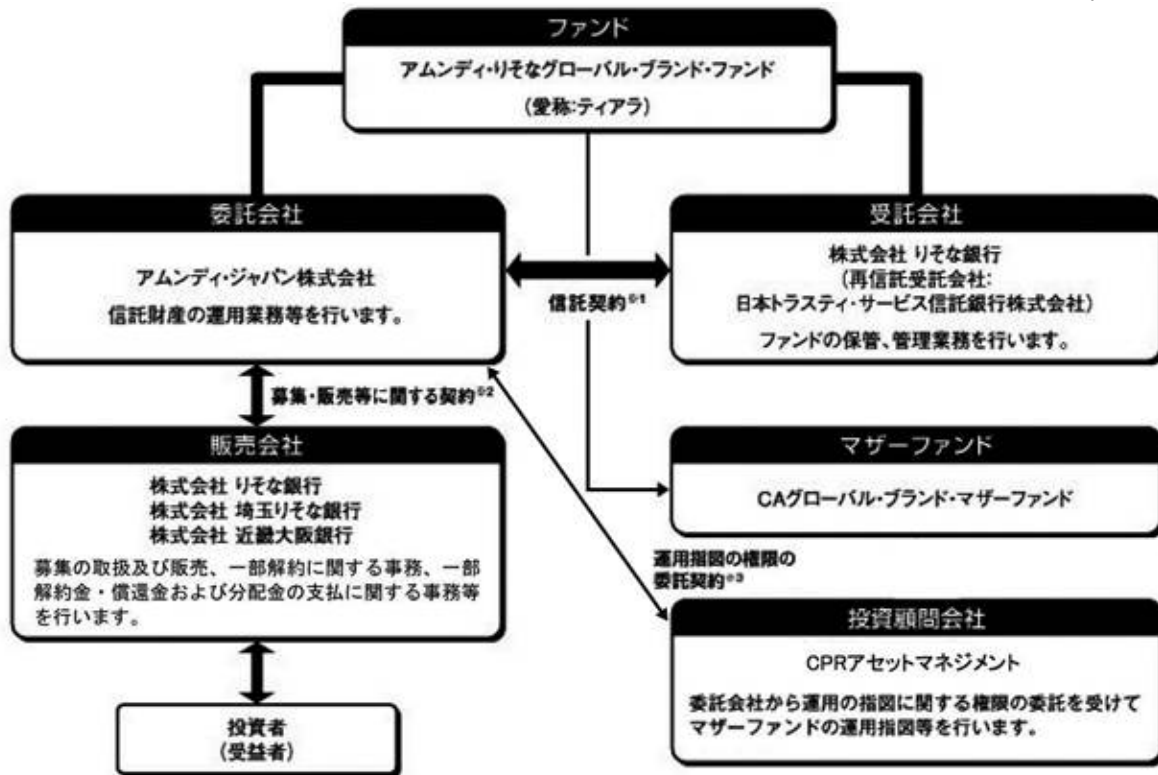 ファンド
アムンディ・りそなグローバル・ブランド・ファンド
(愛称:ティアラ)
委託会社
アムンディ・ジャパン株式会社
信託財産の運用業務等を行います。
受託会社
株式会社 りそな銀行
(再信託受託会社:
日本トラスティ・サービス信託銀行株式会社)
ファンドの保管、管理業務を行います。
信託契約※1
募集・販売等に関する契約※2
販売会社
株式会社 りそな銀行
株式会社 埼玉りそな銀行
株式会社 近畿大阪銀行
募集の取扱及び販売、一部解約に関する事務、一部
解約金・償還金および分配金の支払に関する事務等
を行います。
マザーファンド
CAグローバル・ブランド・マザーファンド
運用指図の権限の
委託契約※3
投資顧問会社
CPRアセットマネジメント
委託会社から運用の指図に関する権限の委託を受けて
マザーファンドの運用指図等を行います。
投資者
(受益者)